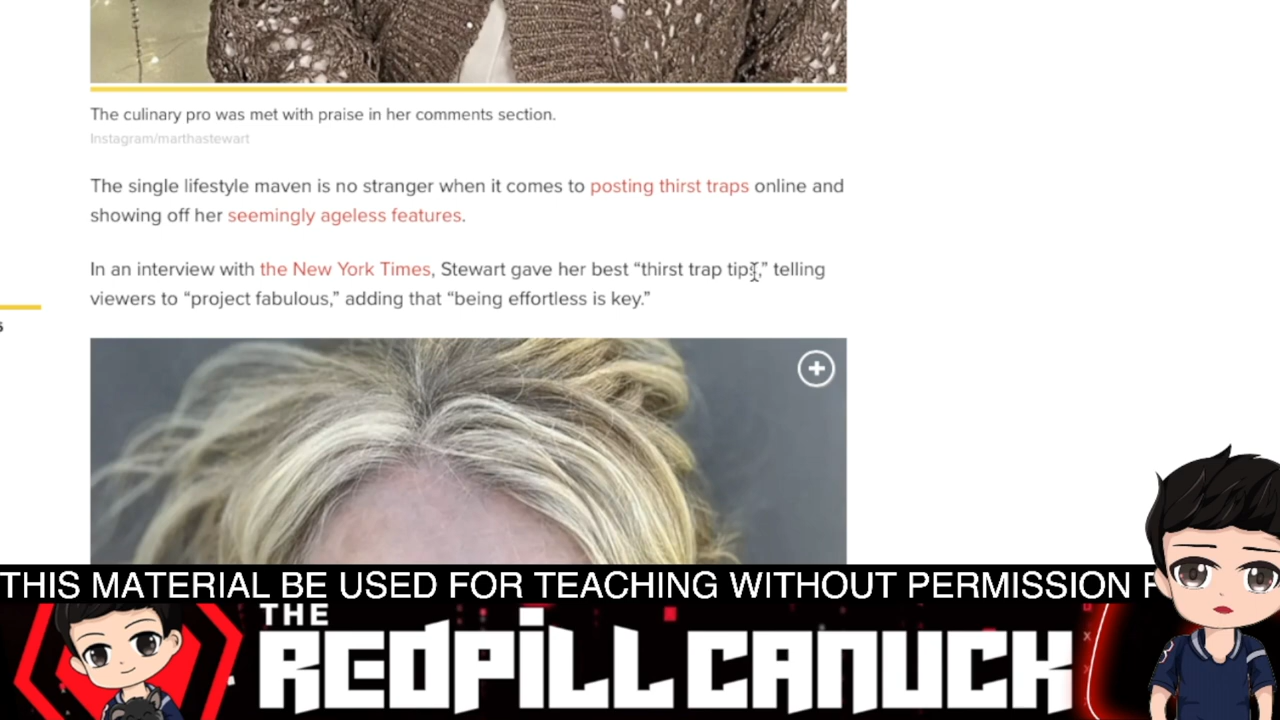 The culinary pro was met with praise in her comments section.
Instagram/marthastewart
The single lifestyle maven is no stranger when it comes to posting thirst traps online and
showing off her seemingly ageless features.
In an interview with the New York Times, Stewart gave her best “thirst trap tips,” telling
viewers to “project fabulous,” adding that “being effortless is key.”
THIS MATERIAL BE USED FOR TEACHING WITHOUT PERMISSION
THE
REDPILL CANUCK